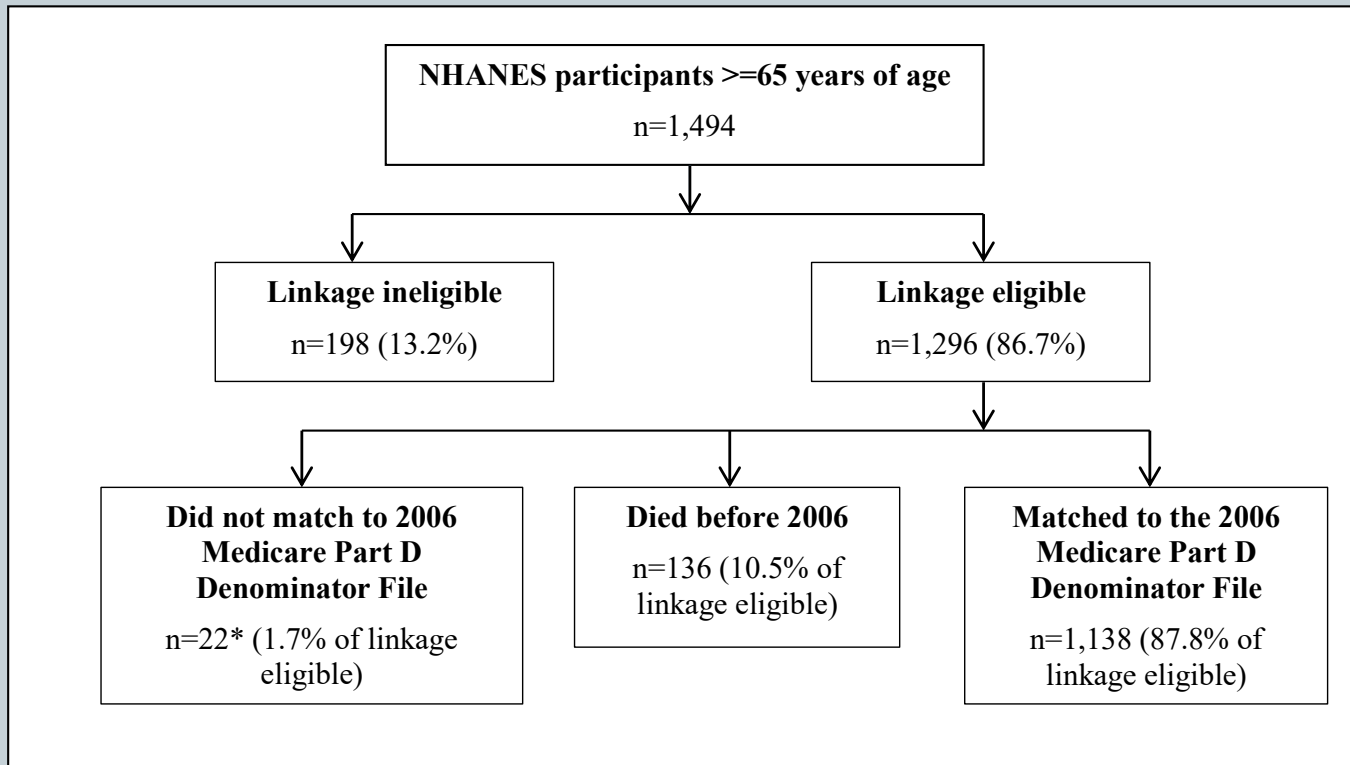 NHANES participants >=65 years of age
n=1,494
Linkage ineligible
n=198 (13.2%)
Linkage eligible
n=1,296 (86.7%)
Did not match to 2006
Medicare Part D
Denominator File
n=22* (1.7% of linkage
eligible)
Died before 2006
n=136 (10.5% of
linkage eligible)
Matched to the 2006
Medicare Part D
Denominator File
n=1,138 (87.8% of
linkage eligible)